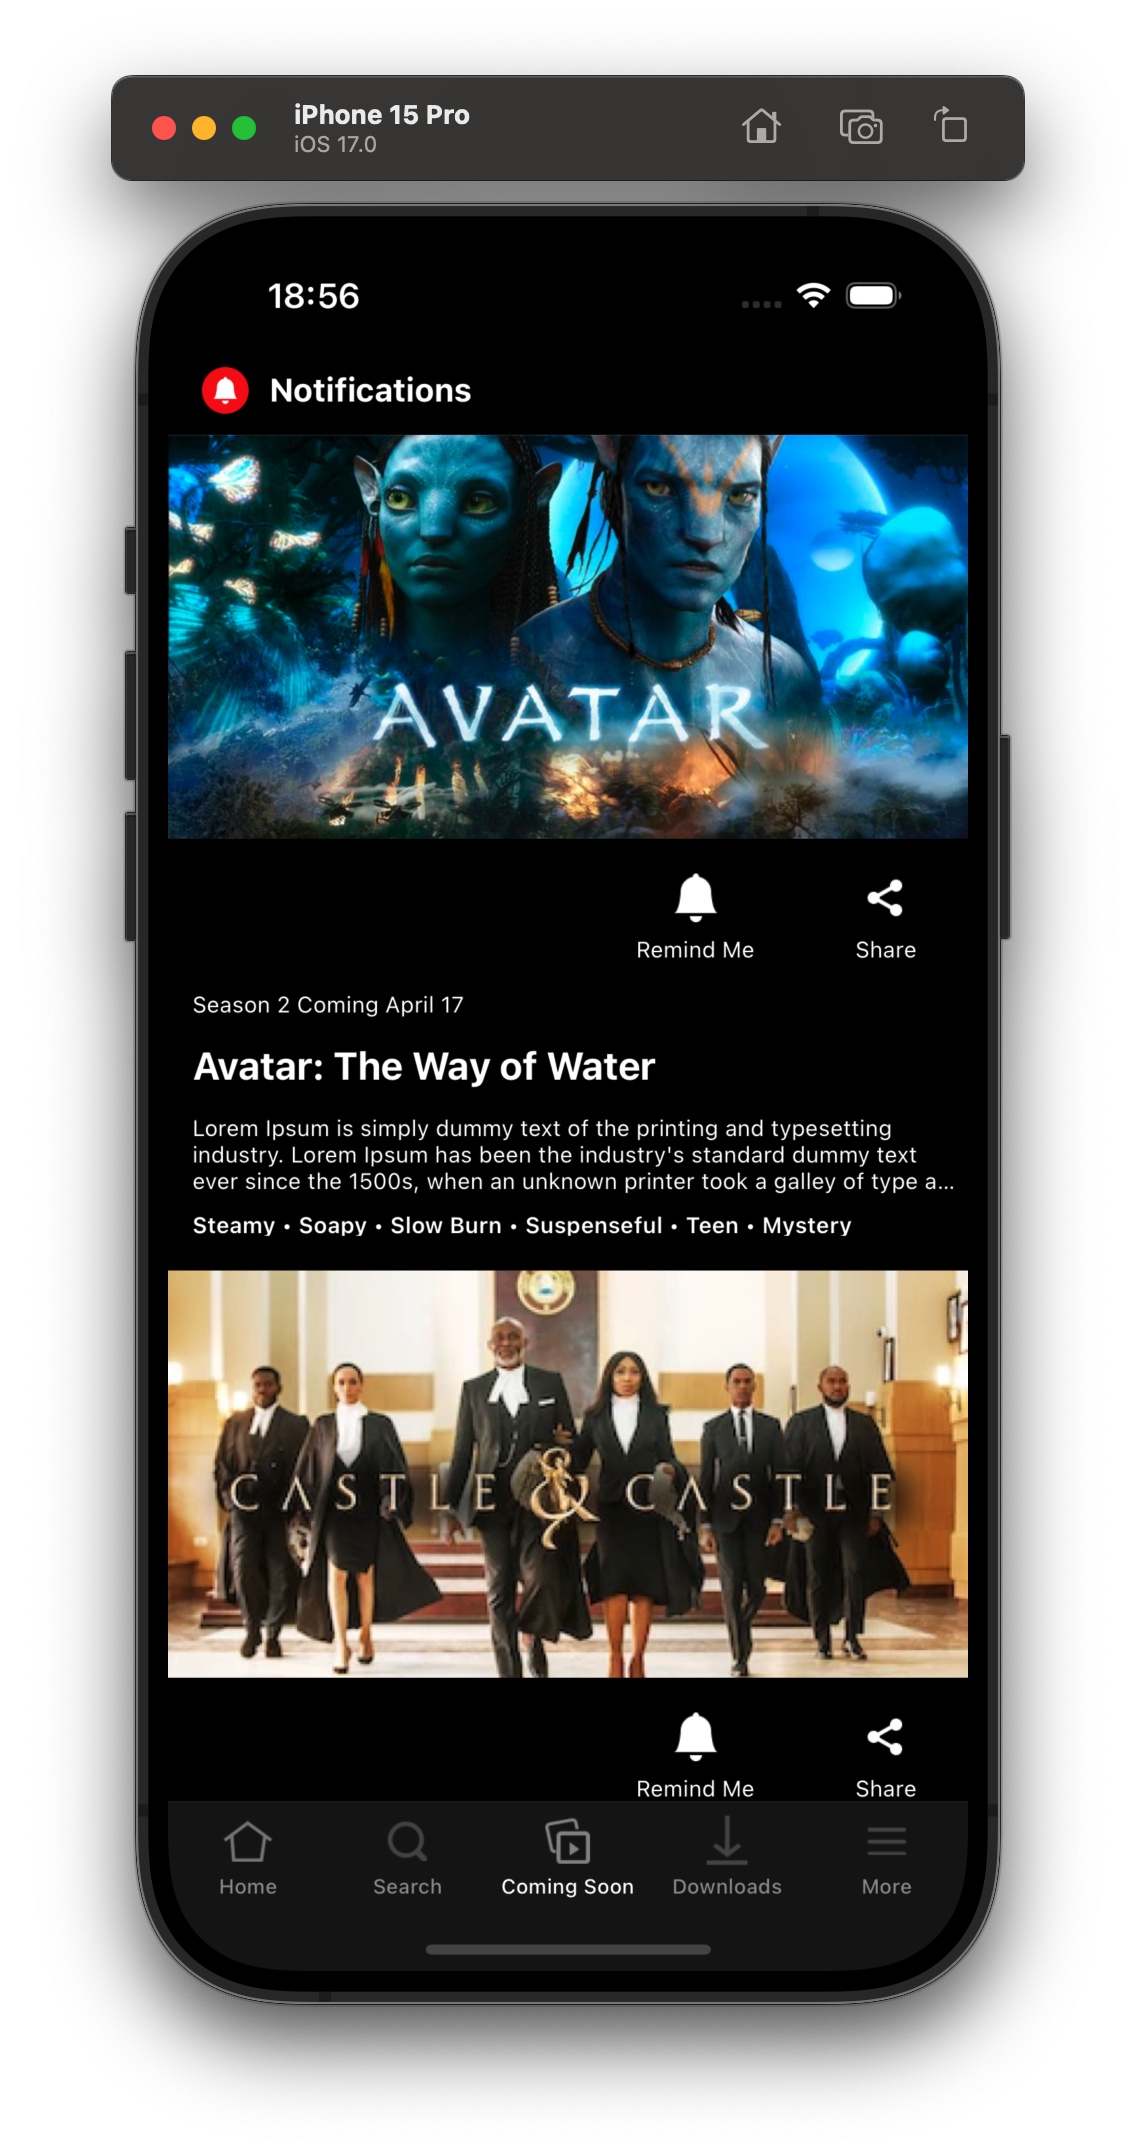 iPhone 15 Pro
iOS 17.0
18:56
Notifications
AVATAR
Remind Me
Share
Season 2 Coming April 17
Avatar: The Way of Water
Lorem Ipsum is simply dummy text of the printing and typesetting
industry. Lorem Ipsum has been the industry's standard dummy text
ever since the 1500s, when an unknown printer took a galley of type a...
Steamy • Soapy • Slow Burn • Suspenseful • Teen • Mystery
CASTLE & CASTLE
Remind Me
Share
Home
Search
Coming Soon
Downloads
More